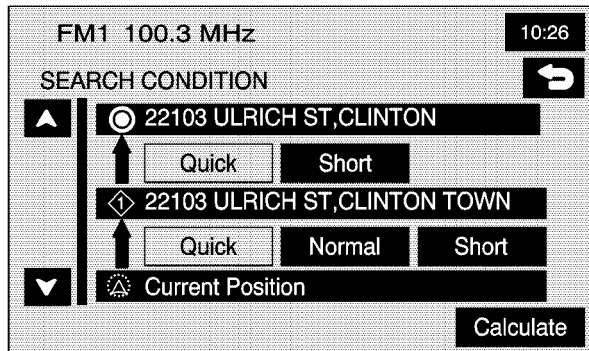 FM1 100.3 MHz 10:26
SEARCH CONDITION
22103 ULRICH ST,CLINTON
Quick Short
1 22103 ULRICH ST,CLINTON TOWN
Quick Normal Short
Current Position
Calculate